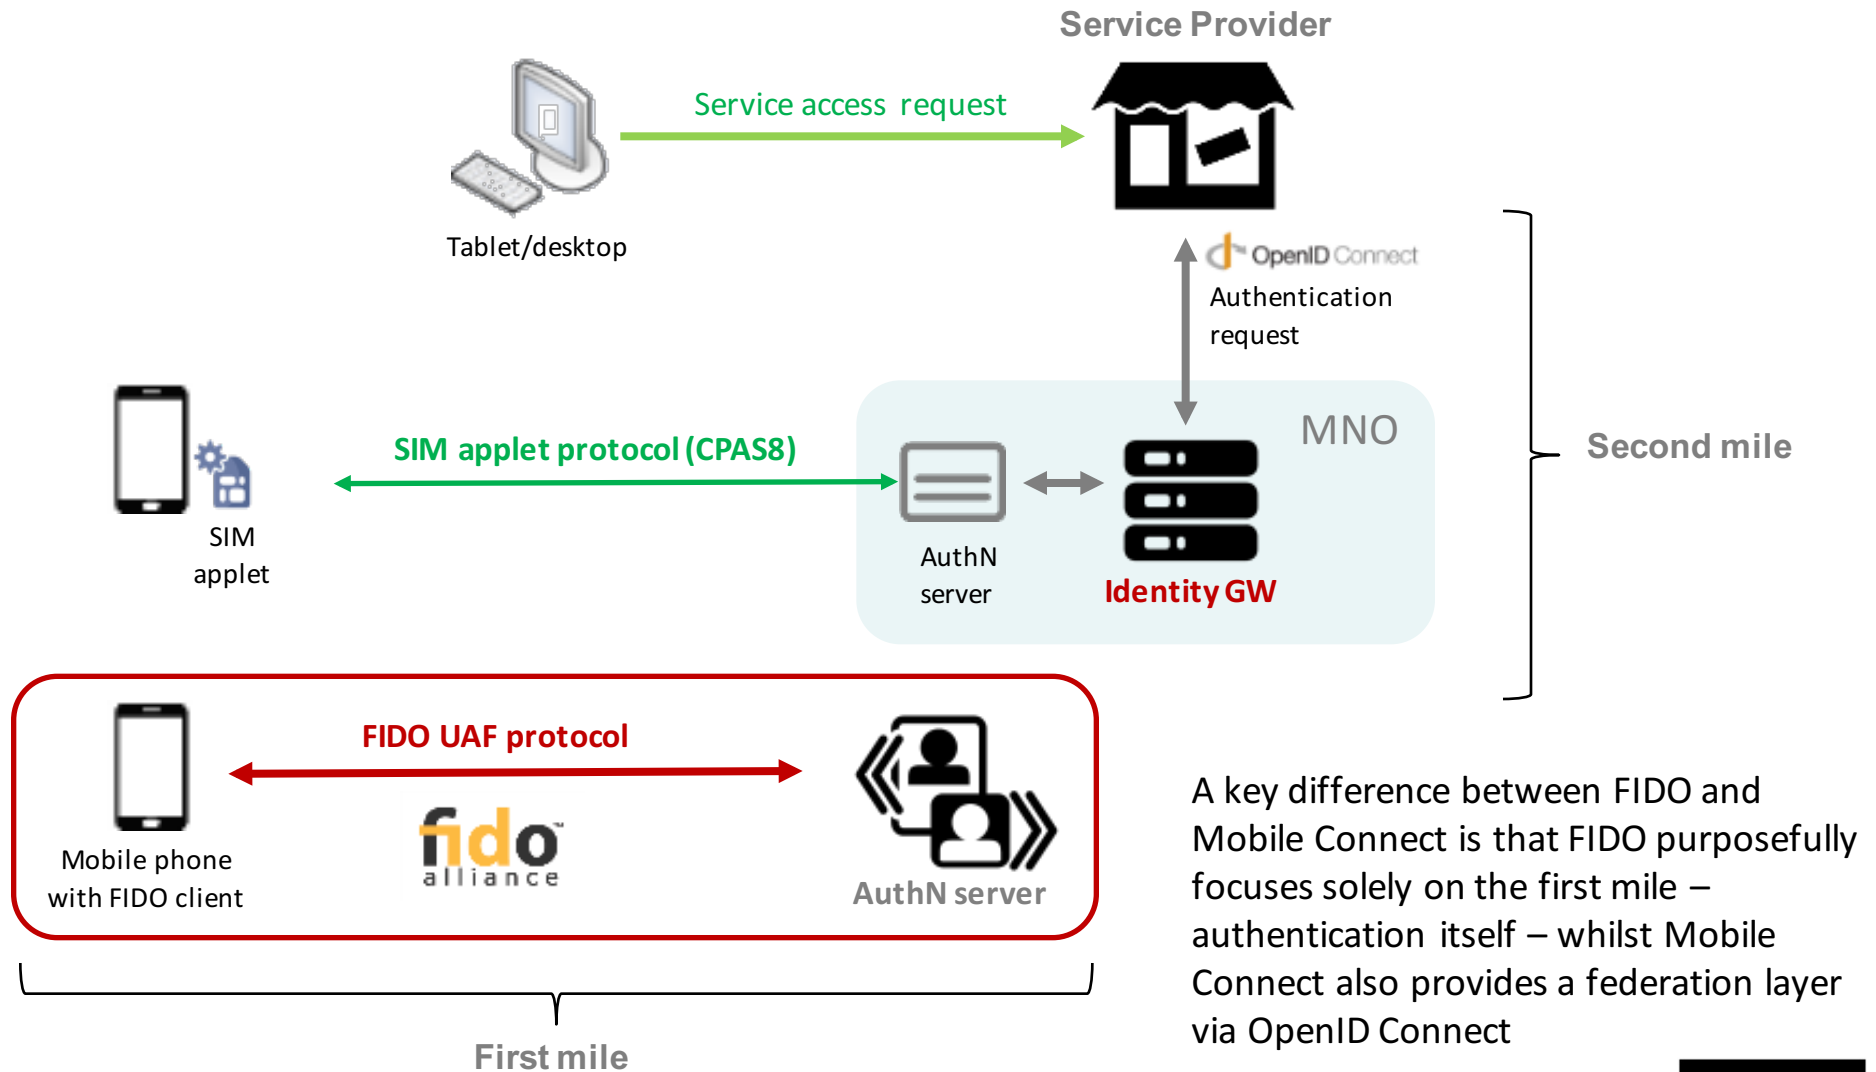 Service Provider
Service access request
Tablet/desktop
OpenID Connect
Authentication
request
MNO
SIM applet protocol (CPAS8)
Second mile
SIM
applet
AuthN
server
Identity GW
FIDO UAF protocol
fido™
alliance
Mobile phone
with FIDO client
AuthN server
A key difference between FIDO and
Mobile Connect is that FIDO purposefully
focuses solely on the first mile –
authentication itself – whilst Mobile
Connect also provides a federation layer
via OpenID Connect
First mile